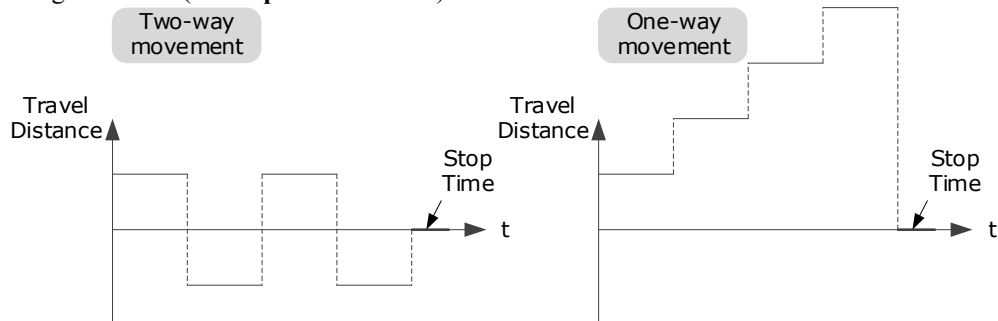 Two-way
movement
One-way
movement
Travel
Distance
Stop
Time
t
Travel
Distance
Stop
Time
t